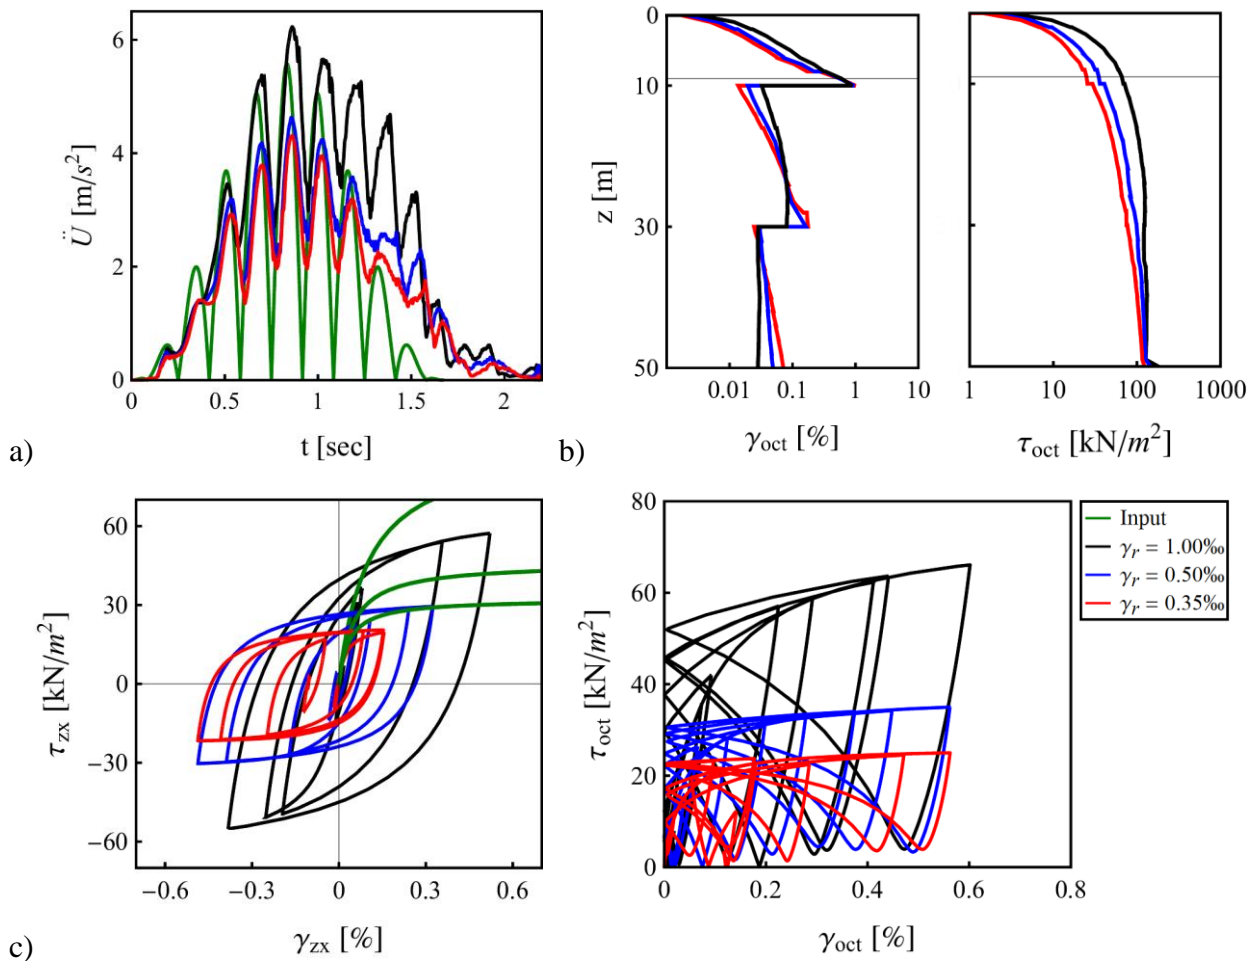 a)
6
4
2
0
Ü [m/s²]
0 0.5 1 1.5 2
t [sec]
b)
0
10
30
50
z [m]
0.01 0.1 1 10
γoct [%]
1 10 100 1000
τoct [kN/m²]
c)
60
30
0
−30
−60
τzx [kN/m²]
−0.6 −0.3 0 0.3 0.6
γzx [%]
80
60
40
20
0
τoct [kN/m²]
0 0.2 0.4 0.6 0.8
γoct [%]
Input
γr = 1.00‰
γr = 0.50‰
γr = 0.35‰